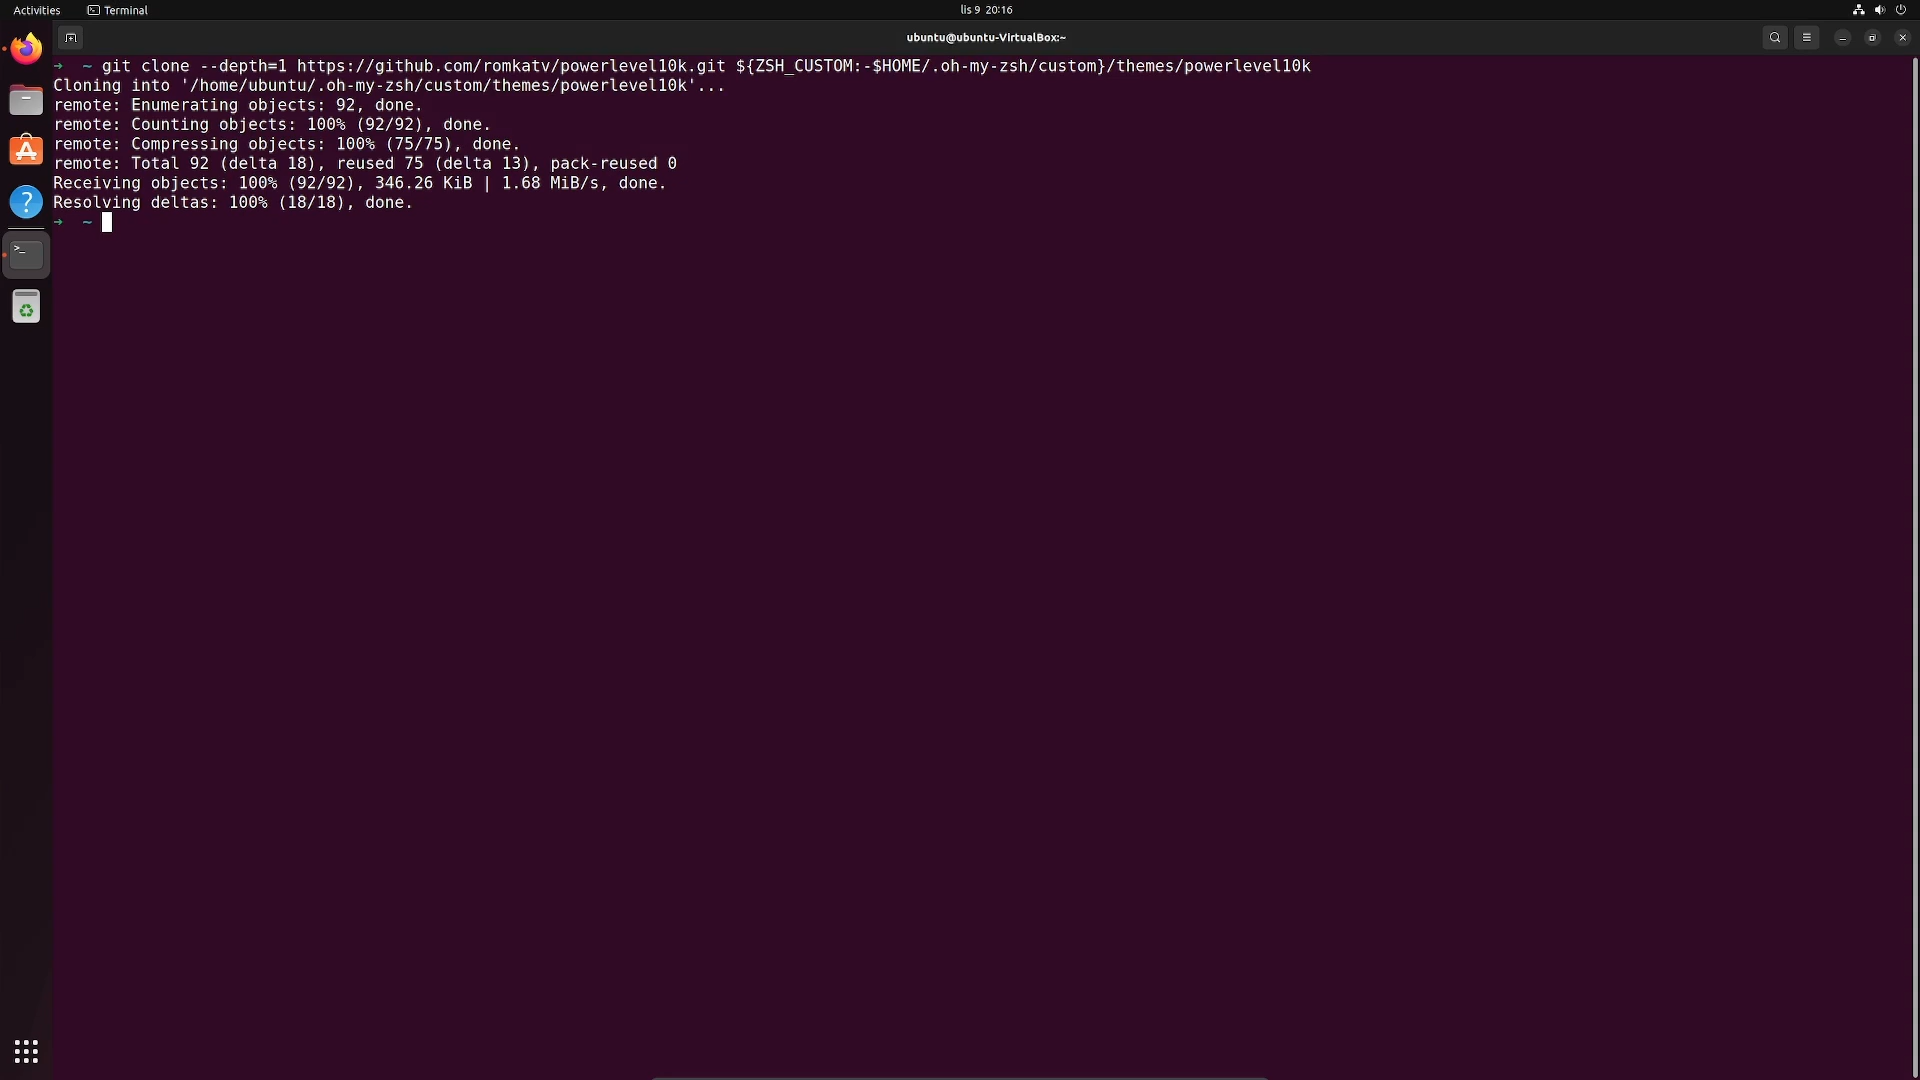 Activities
Terminal
lis 9 20:16
ubuntu@ubuntu-VirtualBox:~
➜ ~ git clone --depth=1 https://github.com/romkatv/powerlevel10k.git ${ZSH_CUSTOM:-$HOME/.oh-my-zsh/custom}/themes/powerlevel10k
Cloning into '/home/ubuntu/.oh-my-zsh/custom/themes/powerlevel10k'...
remote: Enumerating objects: 92, done.
remote: Counting objects: 100% (92/92), done.
remote: Compressing objects: 100% (75/75), done.
remote: Total 92 (delta 18), reused 75 (delta 13), pack-reused 0
Receiving objects: 100% (92/92), 346.26 KiB | 1.68 MiB/s, done.
Resolving deltas: 100% (18/18), done.
➜ ~